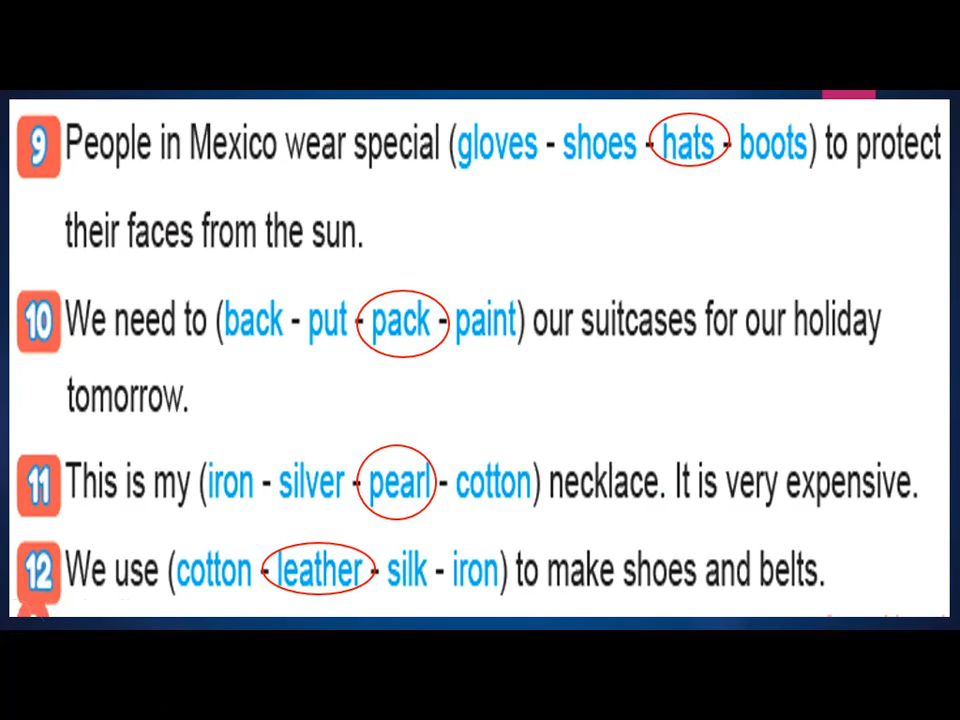 9 People in Mexico wear special (gloves - shoes - hats - boots) to protect
their faces from the sun.
10 We need to (back - put - pack - paint) our suitcases for our holiday
tomorrow.
11 This is my (iron - silver - pearl - cotton) necklace. It is very expensive.
12 We use (cotton - leather - silk - iron) to make shoes and belts.